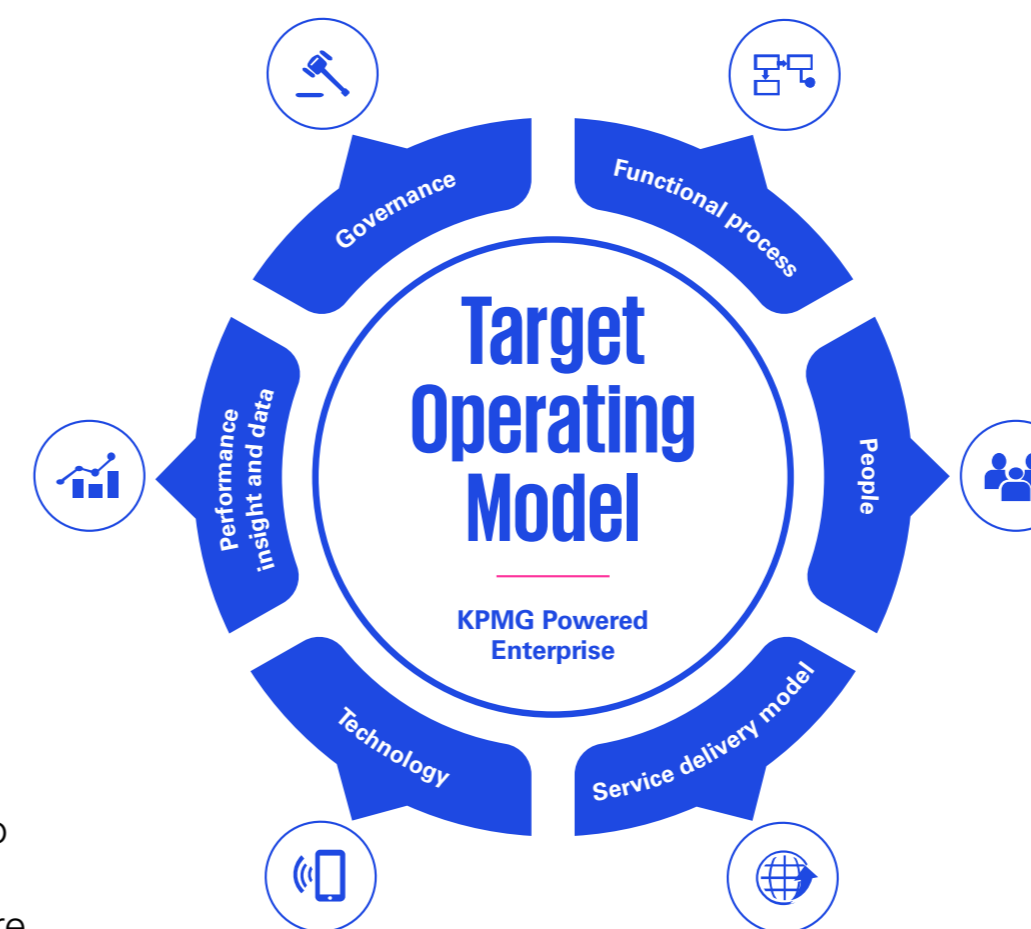 Governance
Functional process
Performance
insight and data
People
Target
Operating
Model
KPMG Powered
Enterprise
Technology
Service delivery model